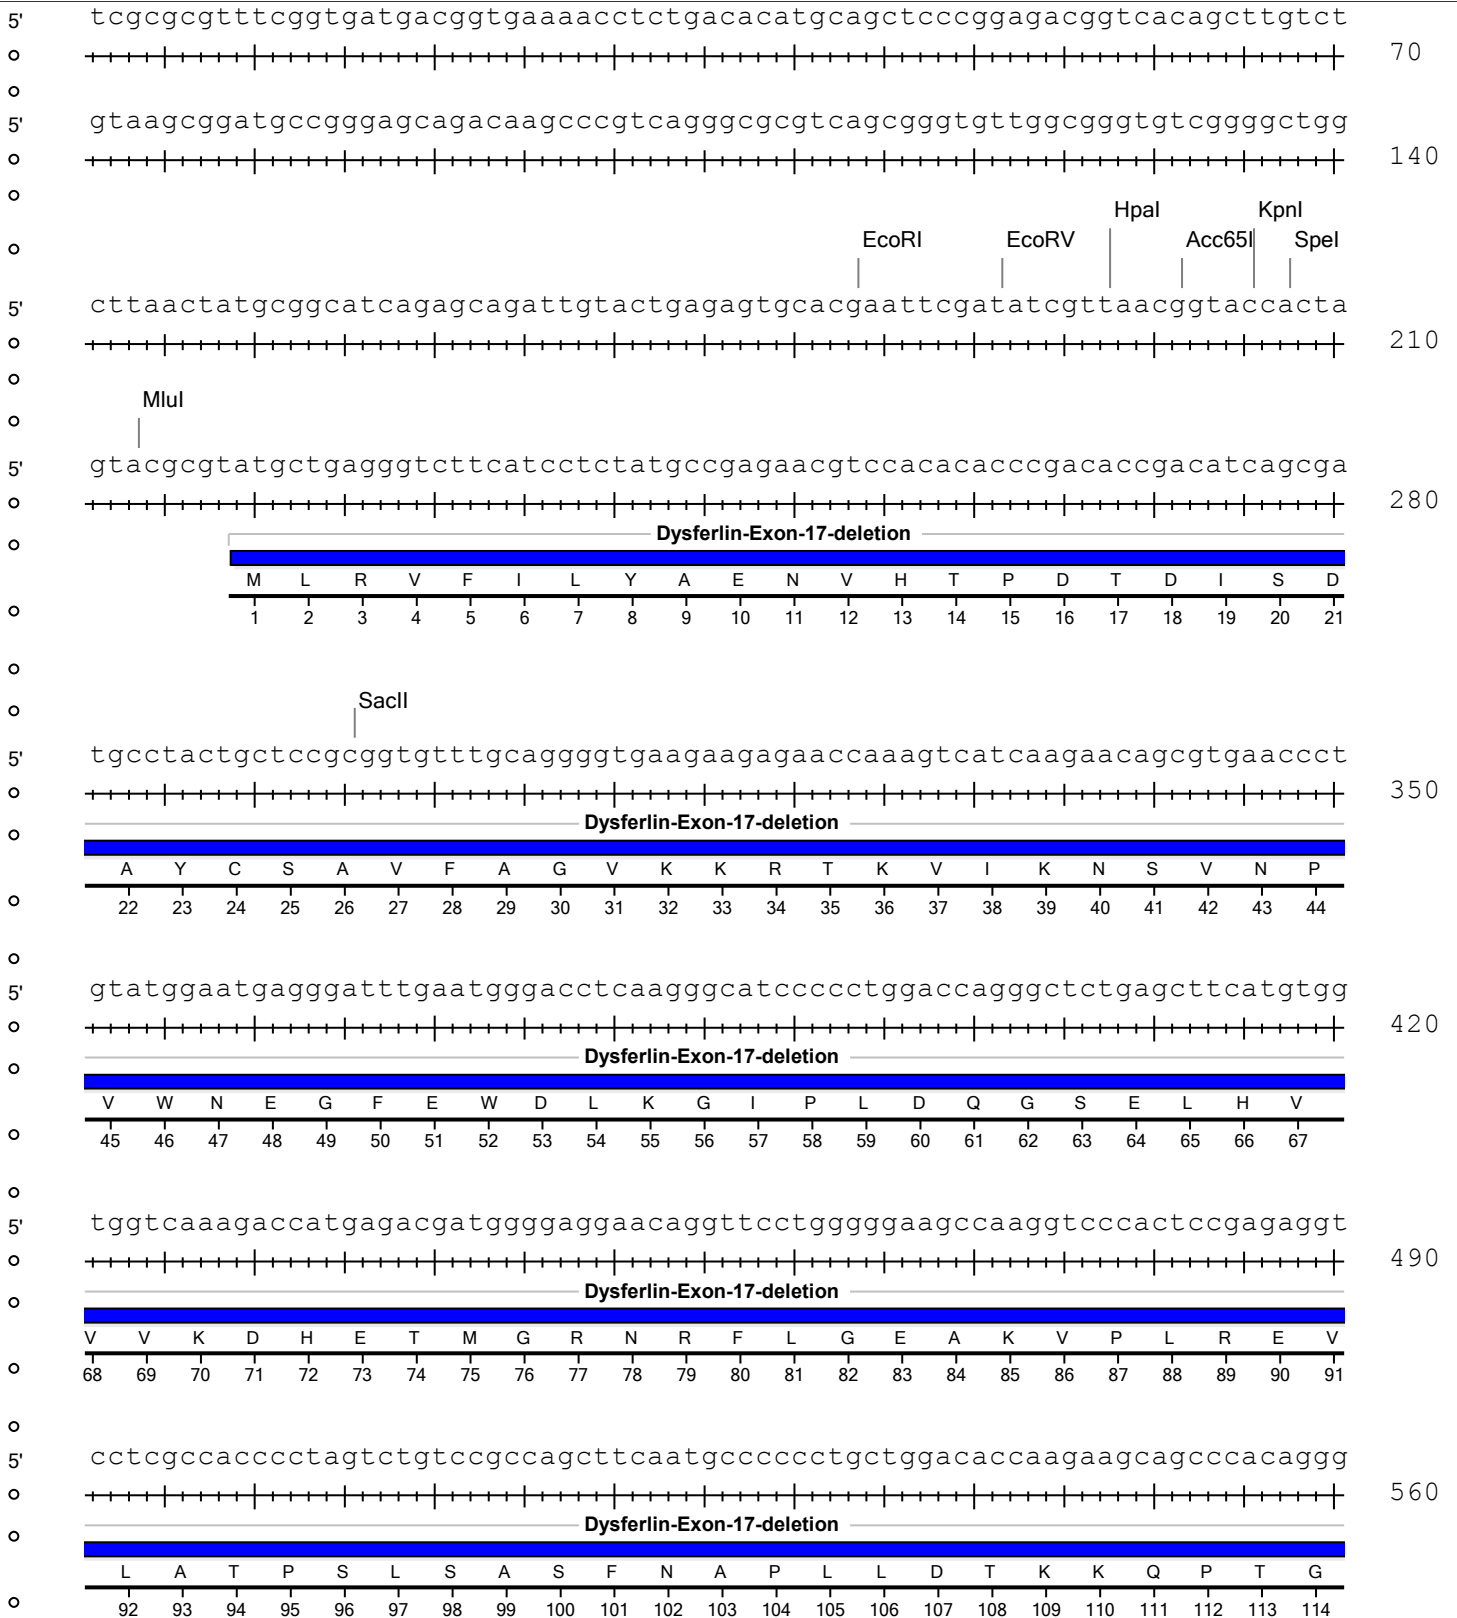 5' tcgcgcgtttcggtgatgacggtgaaaacctctgacacatgcagctcccggagacggtcacagcttgtct
70
5' gtaagcggatgccgggagcagacaagcccgtcagggcgcgtcagcgggtgttggcgggtgtcggggctgg
140
HpaI KpnI
EcoRI EcoRV Acc65I SpeI
5' cttaactatgcggcatcagagcagattgtactgagagtgcacgaattcgatatcgttaacggtaccacta
210
MluI
5' gtacgcgtatgctgagggtcttcatcctctatgccgagaacgtccacacacccgacaccgacatcagcga
280
Dysferlin-Exon-17-deletion
M L R V F I L Y A E N V H T P D T D I S D
1 2 3 4 5 6 7 8 9 10 11 12 13 14 15 16 17 18 19 20 21
SacII
5' tgcctactgctccgcggtgtttgcaggggtgaagaagagaaccaaagtcatcaagaacagcgtgaaccct
350
Dysferlin-Exon-17-deletion
A Y C S A V F A G V K K R T K V I K N S V N P
22 23 24 25 26 27 28 29 30 31 32 33 34 35 36 37 38 39 40 41 42 43 44
5' gtatggaatgagggatttgaatgggacctcaagggcatccccctggaccagggctctgagcttcatgtgg
420
Dysferlin-Exon-17-deletion
V W N E G F E W D L K G I P L D Q G S E L H V
45 46 47 48 49 50 51 52 53 54 55 56 57 58 59 60 61 62 63 64 65 66 67
5' tggtcaaagaccatgagacgatggggaggaacaggttcctgggggaagccaaggtcccactccgagaggt
490
Dysferlin-Exon-17-deletion
V V K D H E T M G R N R F L G E A K V P L R E V
68 69 70 71 72 73 74 75 76 77 78 79 80 81 82 83 84 85 86 87 88 89 90 91
5' cctcgccacccctagtctgtccgccagcttcaatgcccccctgctggacaccaagaagcagcccacaggg
560
Dysferlin-Exon-17-deletion
L A T P S L S A S F N A P L L D T K K Q P T G
92 93 94 95 96 97 98 99 100 101 102 103 104 105 106 107 108 109 110 111 112 113 114